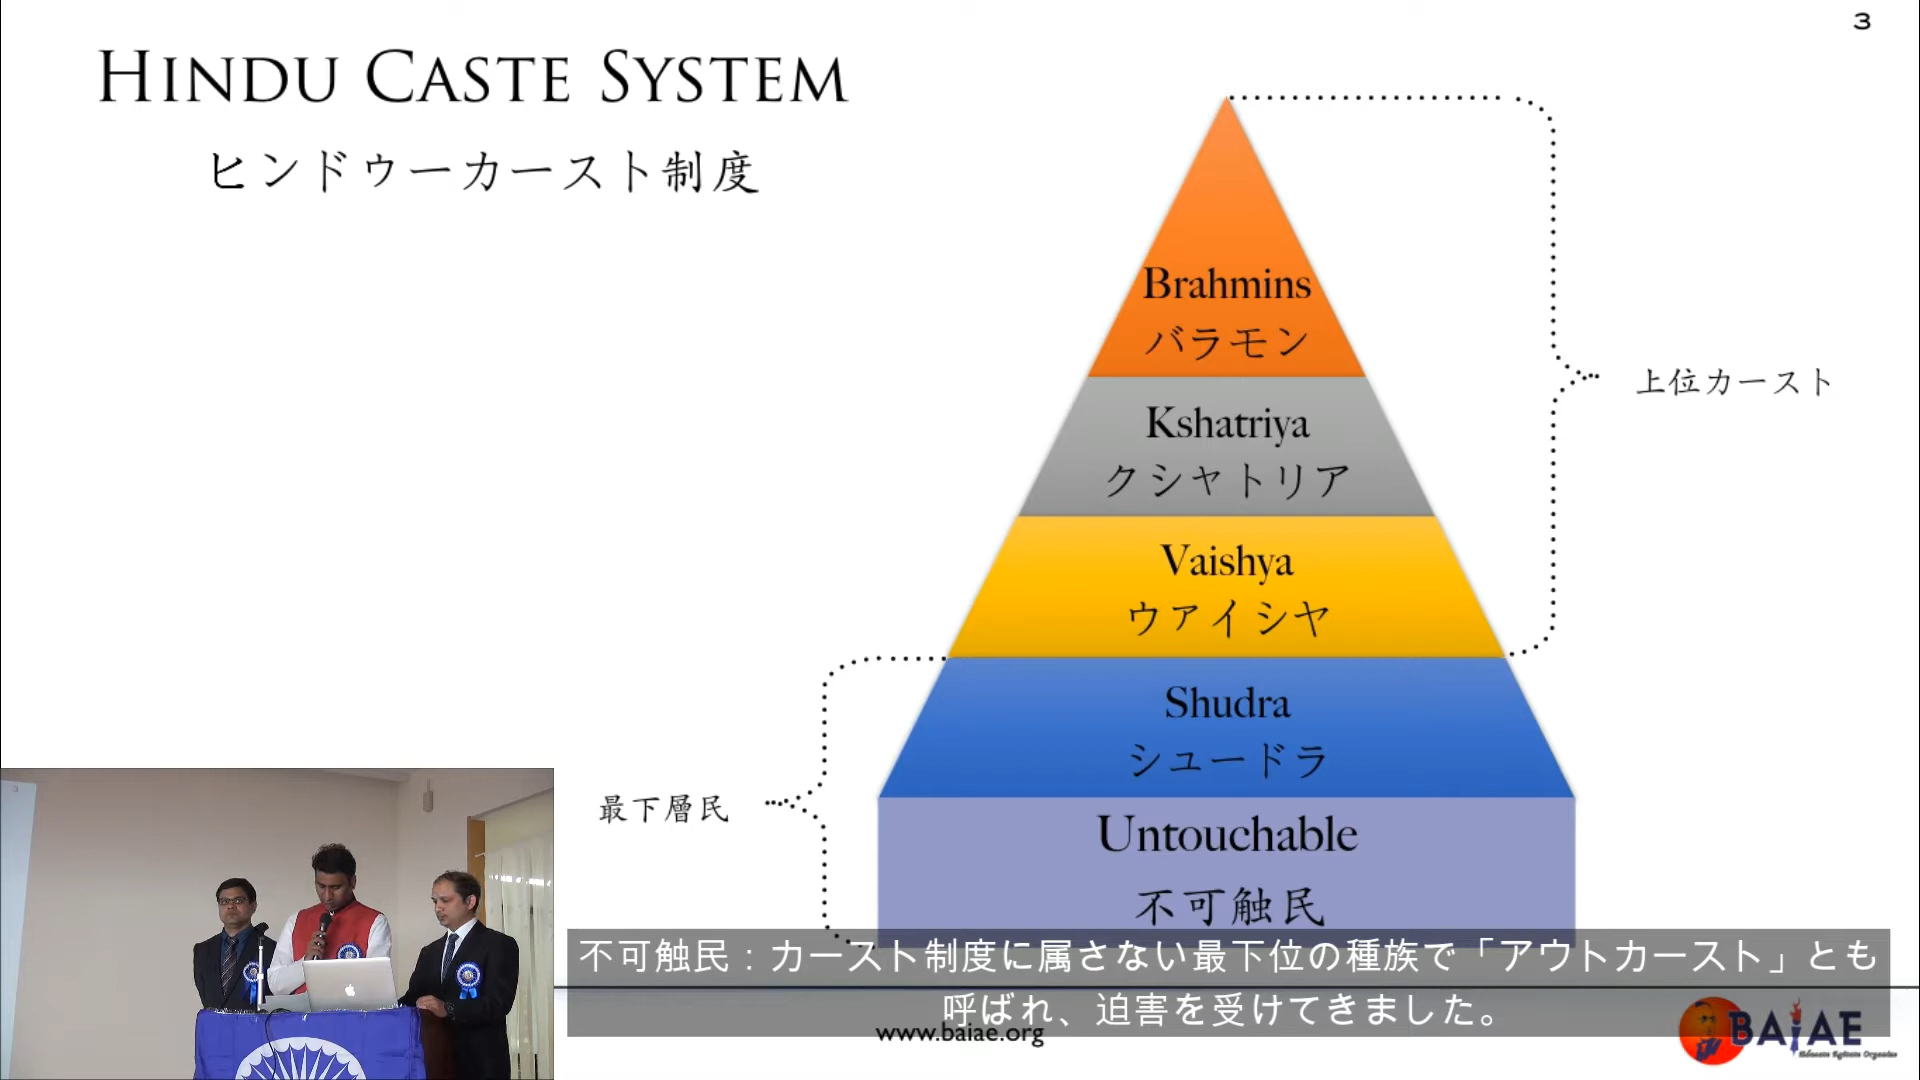 3
HINDU CASTE SYSTEM
ヒンドゥーカースト制度
Brahmins
バラモン
Kshatriya
クシャトリア
上位カースト
Vaishya
ウァイシヤ
Shudra
シュードラ
最下層民
Untouchable
不可触民
不可触民：カースト制度に属さない最下位の種族で「アウトカースト」とも
呼ばれ、迫害を受けてきました。
www.baiae.org
BAIAE
Educate Agitate Organize